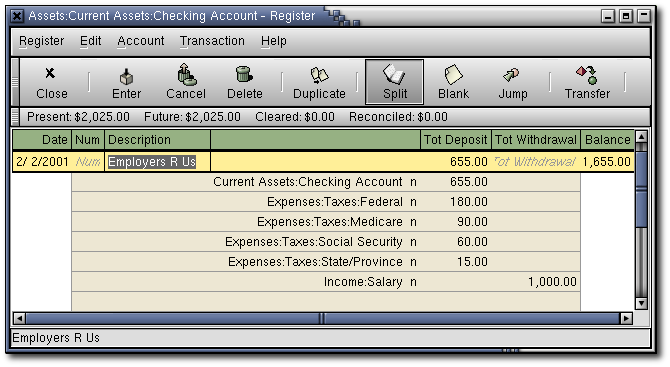 Assets:Current Assets:Checking Account - Register
Register Edit Account Transaction Help
Close Enter Cancel Delete Duplicate Split Blank Jump Transfer
Present: $2,025.00 Future: $2,025.00 Cleared: $0.00 Reconciled: $0.00
Date Num Description Tot Deposit Tot Withdrawal Balance
2/ 2/2001 Num Employers R Us 655.00 Tot Withdrawal 1,655.00
Current Assets:Checking Account n 655.00
Expenses:Taxes:Federal n 180.00
Expenses:Taxes:Medicare n 90.00
Expenses:Taxes:Social Security n 60.00
Expenses:Taxes:State/Province n 15.00
Income:Salary n 1,000.00
Employers R Us